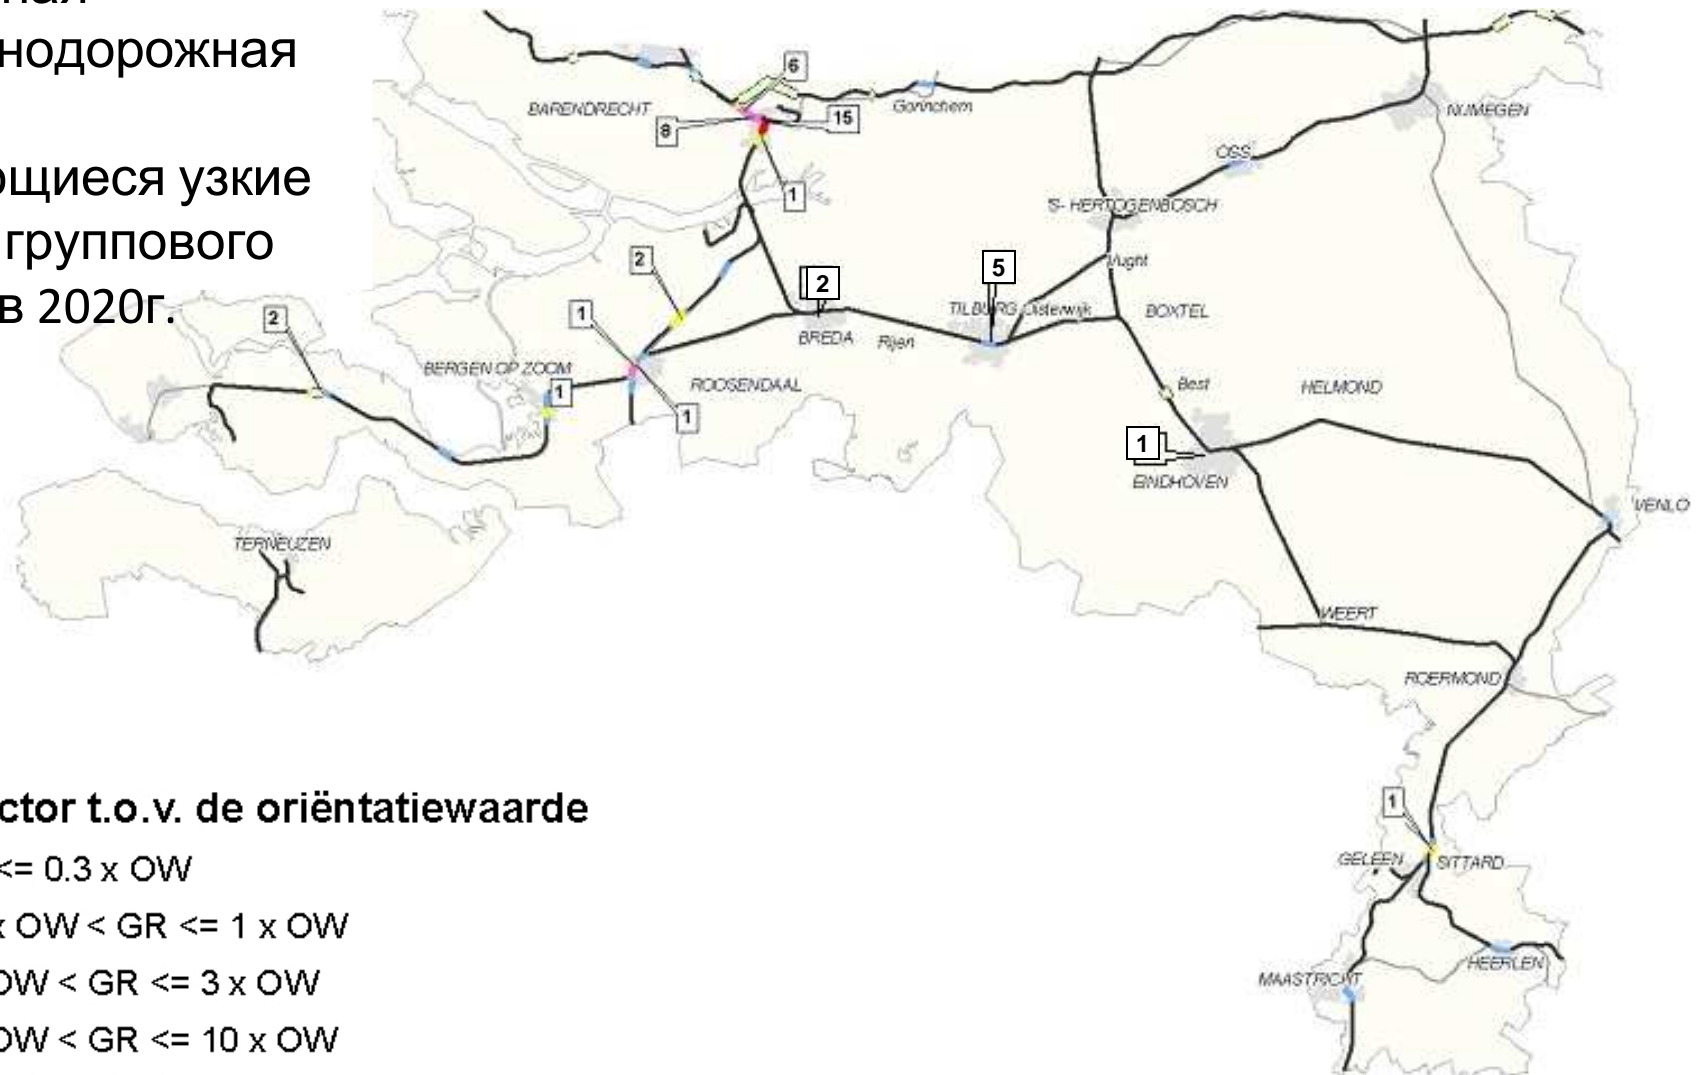 ная
нодорожная
ющиеся узкие
группового
в 2020г.
6
BARENDRECHT
Gorinchem
8
15
NIJMEGEN
OSS
1
'S- HERTOGENBOSCH
2
Vught
5
2
2
1
TILBURG Oisterwijk
BOXTEL
BREDA
Rijen
BERGEN OP ZOOM
1
ROOSENDAAL
Best
HELMOND
1
1
EINDHOVEN
VENLO
TERNEUZEN
WEERT
ROERMOND
1
GELEEN
SITTARD
HEERLEN
MAASTRICHT
ctor t.o.v. de oriëntatiewaarde
<= 0.3 x OW
x OW < GR <= 1 x OW
OW < GR <= 3 x OW
OW < GR <= 10 x OW